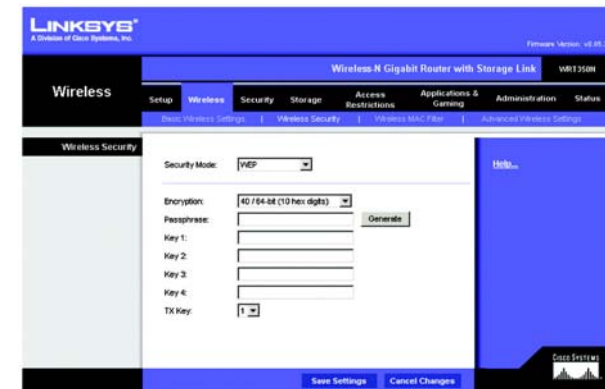 LINKSYS®
A Division of Cisco Systems, Inc.
Firmware Version:
Wireless-N Gigabit Router with Storage Link
WRT350N
Wireless
Setup
Wireless
Security
Storage
Access Restrictions
Applications & Gaming
Administration
Status
Basic Wireless Settings
|
Wireless Security
|
Wireless MAC Filter
|
Advanced Wireless Settings
Wireless Security
Security Mode: WEP
Help...
Encryption: 40 / 64-bit (10 hex digits)
Passphrase: Generate
Key 1:
Key 2:
Key 3:
Key 4:
TX Key: 1
CISCO SYSTEMS
Save Settings
Cancel Changes